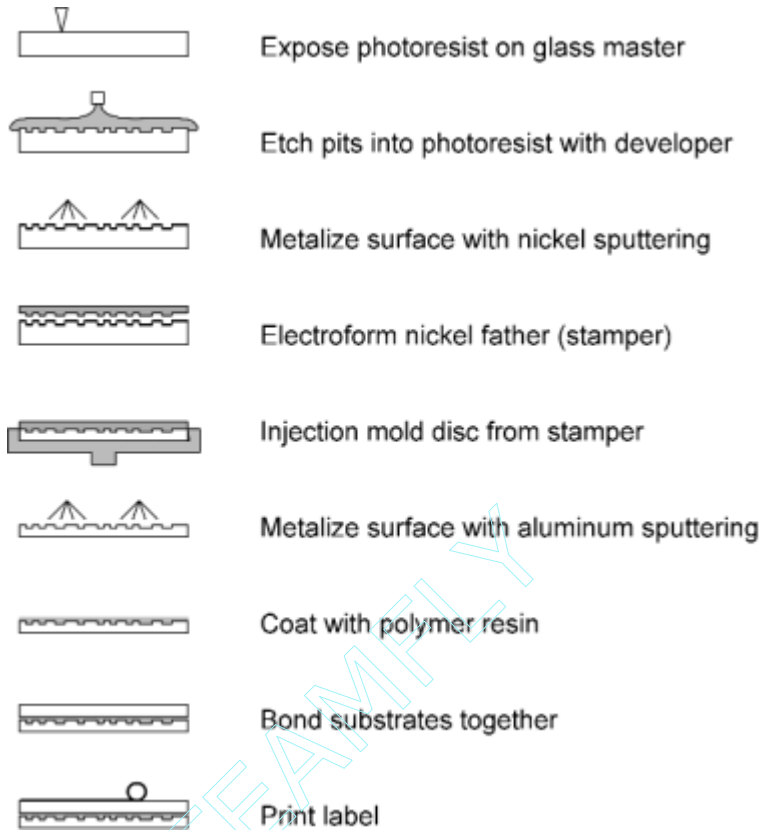 Expose photoresist on glass master
Etch pits into photoresist with developer
Metalize surface with nickel sputtering
Electroform nickel father (stamper)
Injection mold disc from stamper
Metalize surface with aluminum sputtering
Coat with polymer resin
Bond substrates together
Print label
TEAMFLY